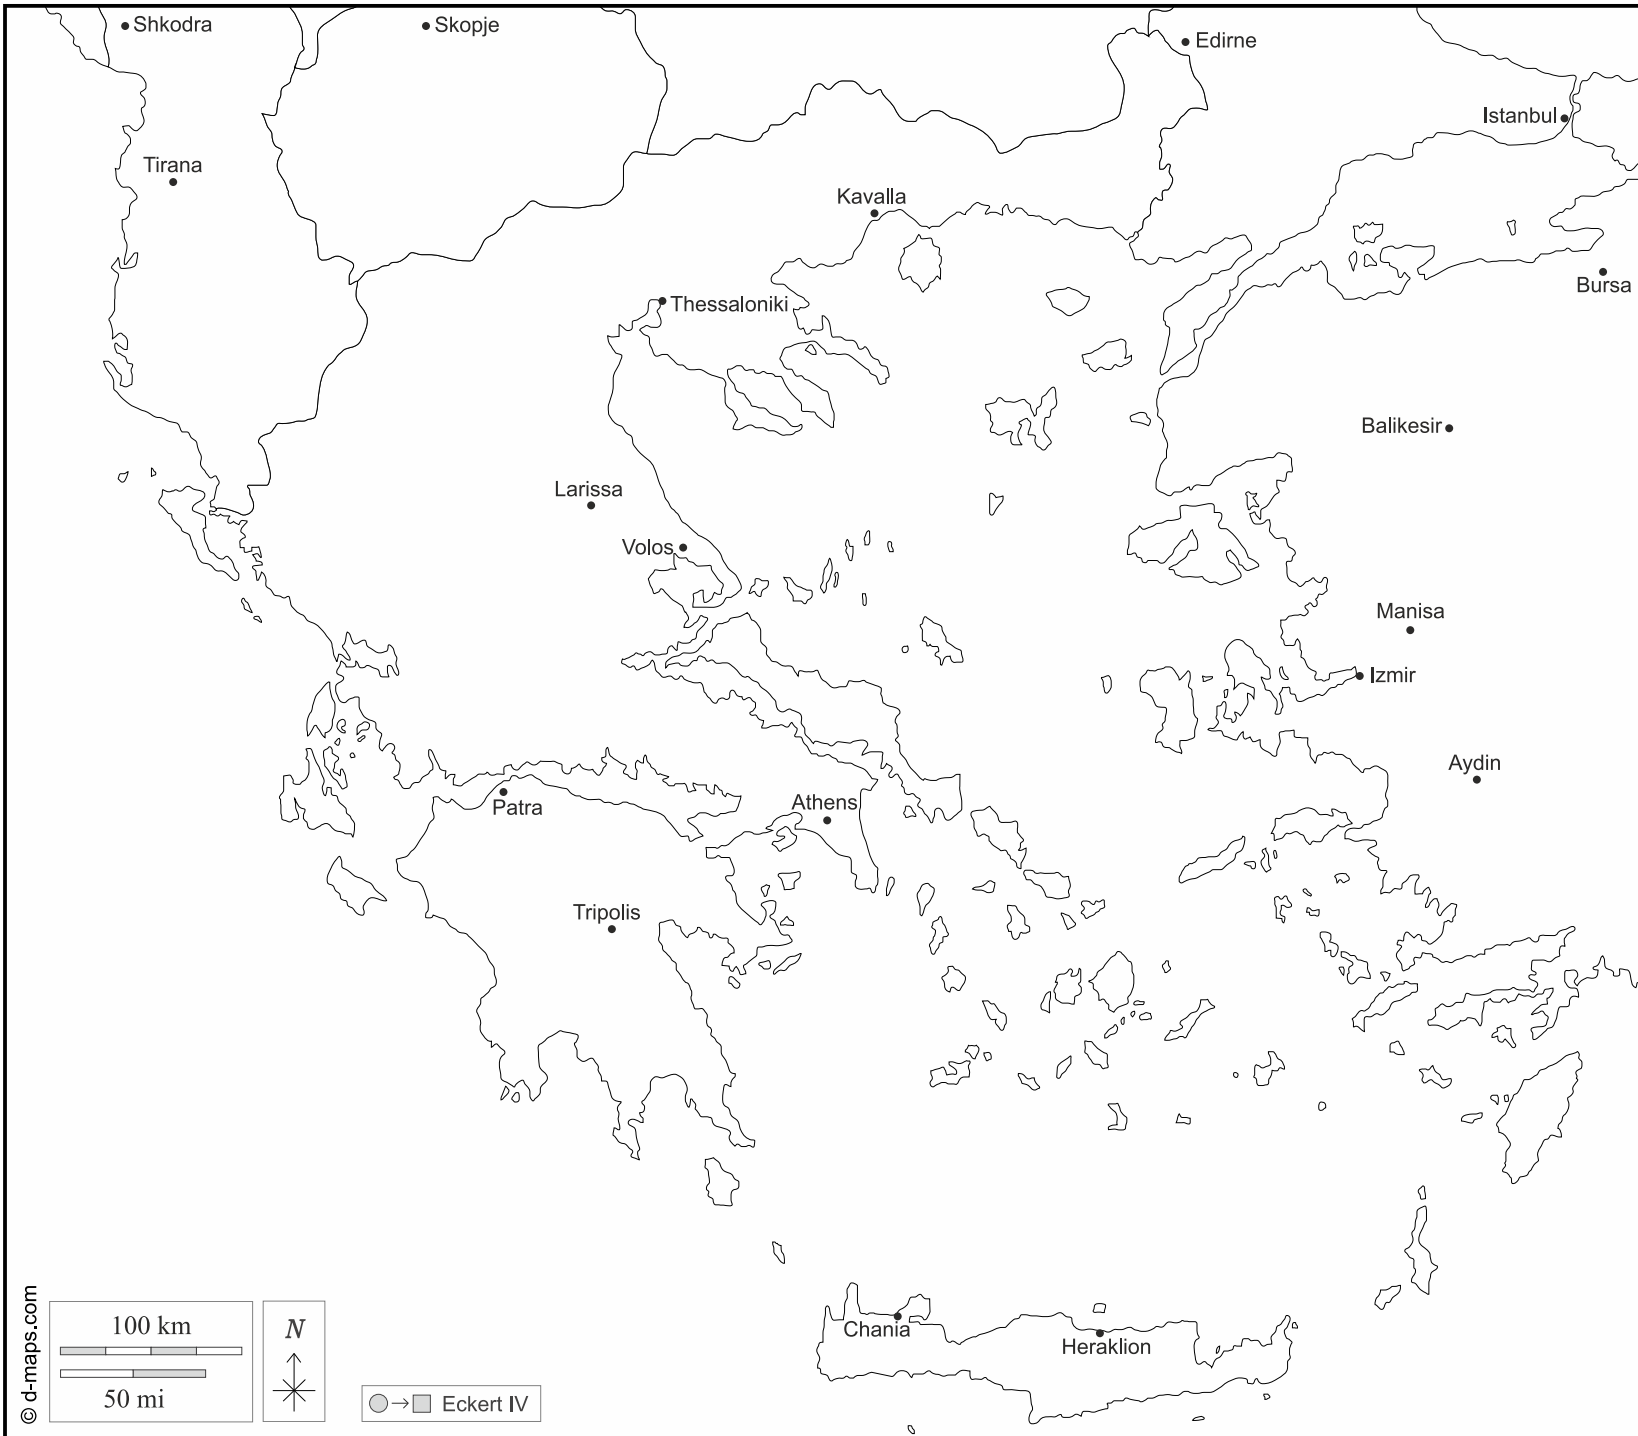 Shkodra
Skopje
Edirne
Istanbul
Tirana
Kavalla
Bursa
Thessaloniki
Balikesir
Larissa
Volos
Manisa
Izmir
Aydin
Patra
Athens
Tripolis
Chania
Heraklion
© d-maps.com
100 km
50 mi
N
Eckert IV